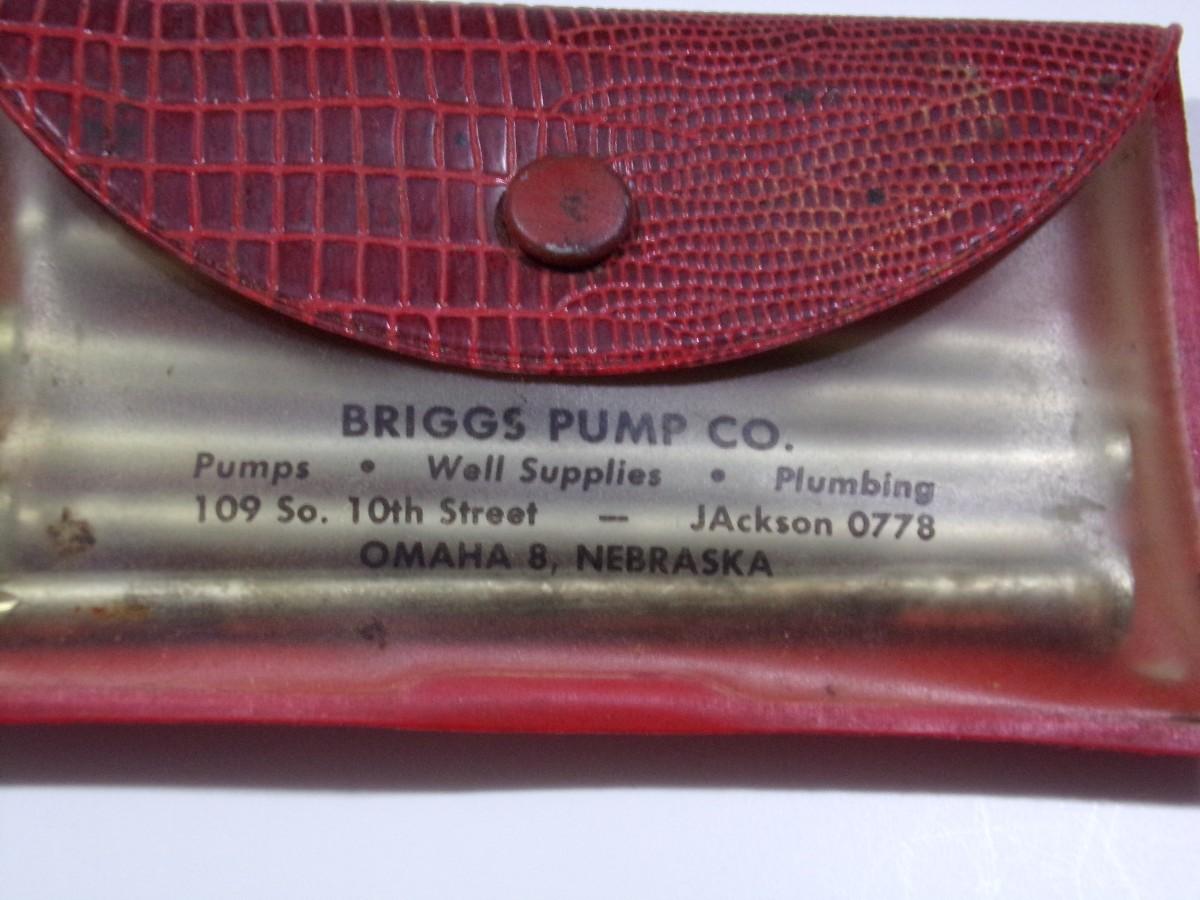 BRIGGS PUMP CO.
Pumps • Well Supplies • Plumbing
109 So. 10th Street — JAckson 0778
OMAHA 8, NEBRASKA